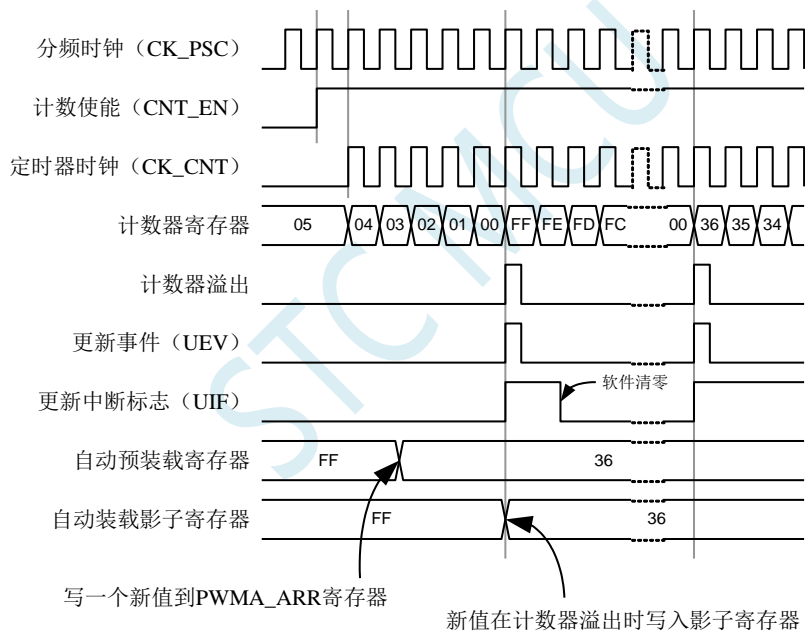 分频时钟（CK_PSC）
计数使能（CNT_EN）
定时器时钟（CK_CNT）
计数器寄存器 05 04 03 02 01 00 FF FE FD FC 00 36 35 34
计数器溢出
更新事件（UEV）
更新中断标志（UIF） 软件清零
自动预装载寄存器 FF 36
自动装载影子寄存器 FF 36
写一个新值到PWMA_ARR寄存器
新值在计数器溢出时写入影子寄存器
STC MCU